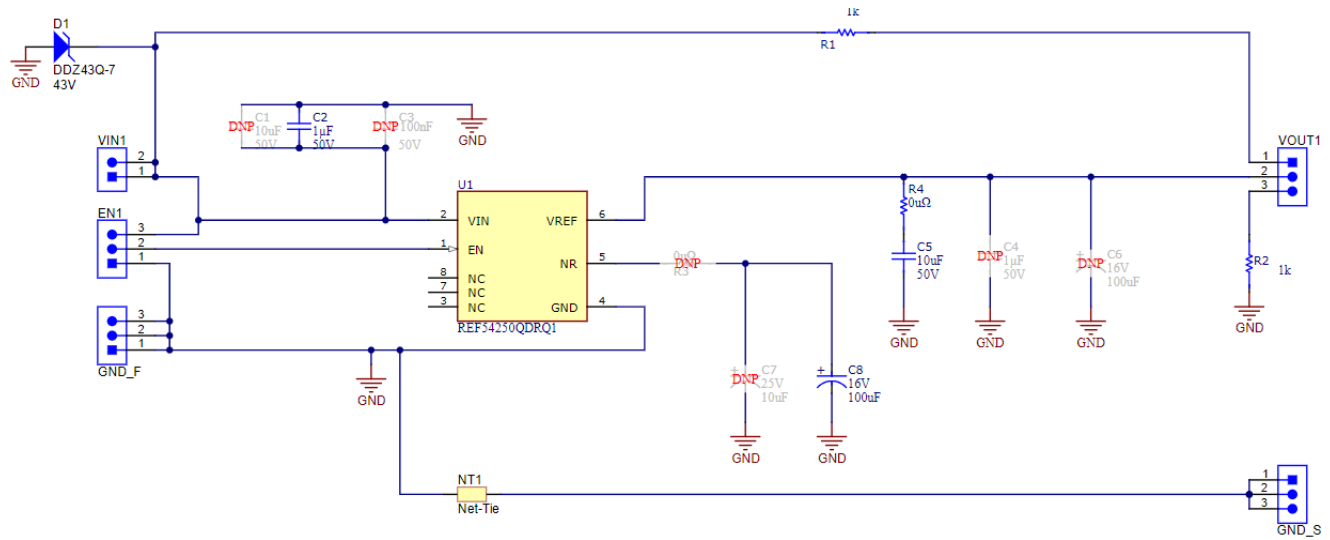 D1
GND
DDZ43Q-7
43V
1k
R1
C1
DNP
10uF
50V
C2
1µF
50V
C3
DNP
100nF
50V
GND
VIN1
2
1
EN1
3
2
1
3
2
1
GND_F
U1
2
VIN
1
EN
8
NC
7
NC
3
NC
VREF
6
NR
5
GND
4
REF54250QDRQ1
0uΩ
DNP
R3
R4
0uΩ
C5
10uF
50V
GND
C4
DNP
1µF
50V
GND
+
C6
DNP
16V
100uF
GND
VOUT1
1
2
3
R2
1k
GND
GND
+
C7
DNP
25V
10uF
GND
+
C8
16V
100uF
GND
NT1
Net-Tie
1
2
3
GND_S